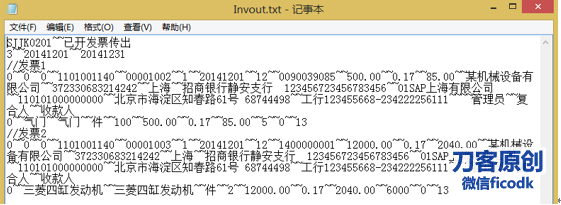 Invout.txt - 记事本
文件(F) 编辑(E) 格式(O) 查看(V) 帮助(H)
SJJK0201~~已开发票传出
3~~20141201~~20141231
//发票1
0~~0~~0~~1101001140~~00001002~~1~~20141201~~12~~0090039085~~500.00~~0.17~~85.00~~某机械设备有
限公司~~372330683214242~~上海~~招商银行静安支行 123456723456783456~~01SAP上海有限公司
~~110101000000000~~北京市海淀区知春路61号 68744498~~工行123455668-234222256111~~~~管理员~~复
合人~~收款人
0~~气门~~气门~~件~~100~~500.00~~0.17~~85.00~~5~~0~~13
//发票2
0~~0~~0~~1101001140~~00001003~~1~~20141201~~12~~1400000001~~12000.00~~0.17~~2040.00~~某机械设
备有限公司~~372330683214242~~上海~~招商银行静安支行 123456723456783456~~01SAP
~~110101000000000~~北京市海淀区知春路61号 68744498~~工行123455668-234222256111
合人~~收款人
0~~三菱四缸发动机~~三菱四缸发动机~~件~~2~~12000.00~~0.17~~2040.00~~6000~~0~~13
刀客原创
微信ficodk